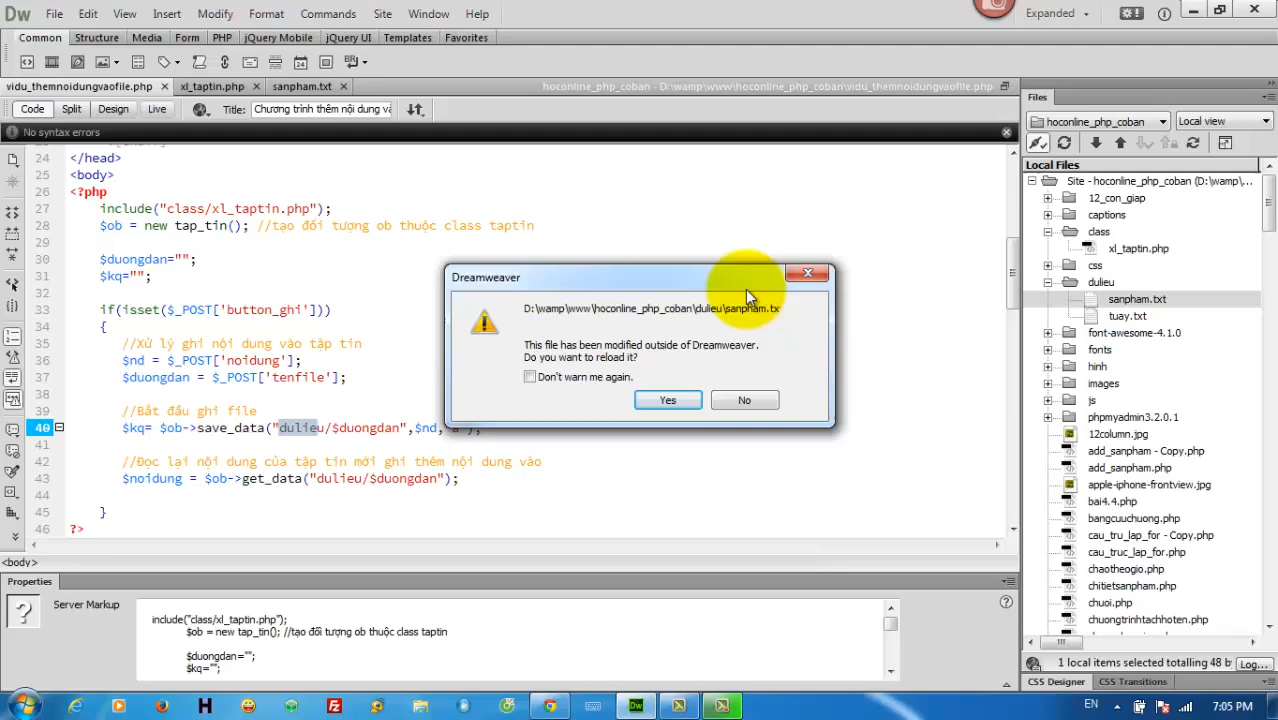 Dw File Edit View Insert Modify Format Commands Site Window Help Expanded
Common Structure Media Form PHP jQuery Mobile jQuery UI Templates Favorites
vidu_themnoidungvaofile.php xl_taptin.php sanpham.txt hoconline_php_coban - D:\wamp\www\hoconline_php_coban\vidu_themnoidungvaofile.php
Code Split Design Live Title: Chương trình thêm nội dung và
No syntax errors
24 </head>
25 <body>
26 <?php
27 include("class/xl_taptin.php");
28 $ob = new tap_tin(); //tạo đối tượng ob thuộc class taptin
29
30 $duongdan="";
31 $kq="";
32
33 if(isset($_POST['button_ghi']))
34 {
35 //Xử lý ghi nội dung vào tập tin
36 $nd = $_POST['noidung'];
37 $duongdan = $_POST['tenfile'];
38
39 //Bắt đầu ghi file
40 $kq= $ob->save_data("dulieu/$duongdan",$nd,"a");
41
42 //Đọc lại nội dung của tập tin mới ghi thêm nội dung vào
43 $noidung = $ob->get_data("dulieu/$duongdan");
44
45 }
46 ?>
<body>
Dreamweaver
D:\wamp\www\hoconline_php_coban\dulieu\sanpham.tx
This file has been modified outside of Dreamweaver.
Do you want to reload it?
Don't warn me again.
Yes No
Properties
Server Markup
include("class/xl_taptin.php");
$ob = new tap_tin(); //tạo đối tượng ob thuộc class taptin
$duongdan="";
$kq="";
Files
hoconline_php_coban Local view
Local Files
Site - hoconline_php_coban (D:\w...
12_con_giap
captions
class
xl_taptin.php
css
dulieu
sanpham.txt
tuay.txt
font-awesome-4.1.0
fonts
hinh
images
js
phpmyadmin3.2.0.1
12column.jpg
add_sanpham - Copy.php
add_sanpham.php
apple-iphone-frontview.jpg
bai4.4.php
bangcuuchuong.php
cau_tru_lap_for - Copy.php
cau_truc_lap_for.php
chaotheogio.php
chitietsanpham.php
chuoi.php
chuongtrinhtachhoten.php
1 local items selected totalling 48 by Log...
CSS Designer CSS Transitions
EN 7:05 PM